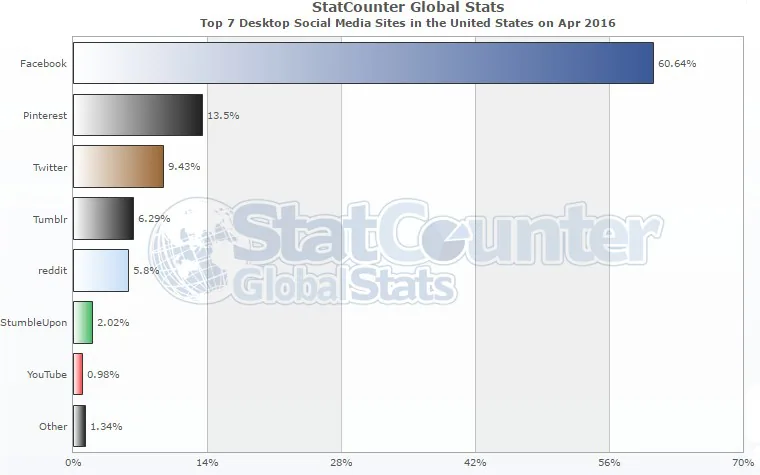 StatCounter Global Stats
Top 7 Desktop Social Media Sites in the United States on Apr 2016
Facebook 60.64%
Pinterest 13.5%
Twitter 9.43%
Tumblr 6.29%
StatCounter
reddit 5.8%
Global Stats
StumbleUpon 2.02%
YouTube 0.98%
Other 1.34%
0% 14% 28% 42% 56% 70%